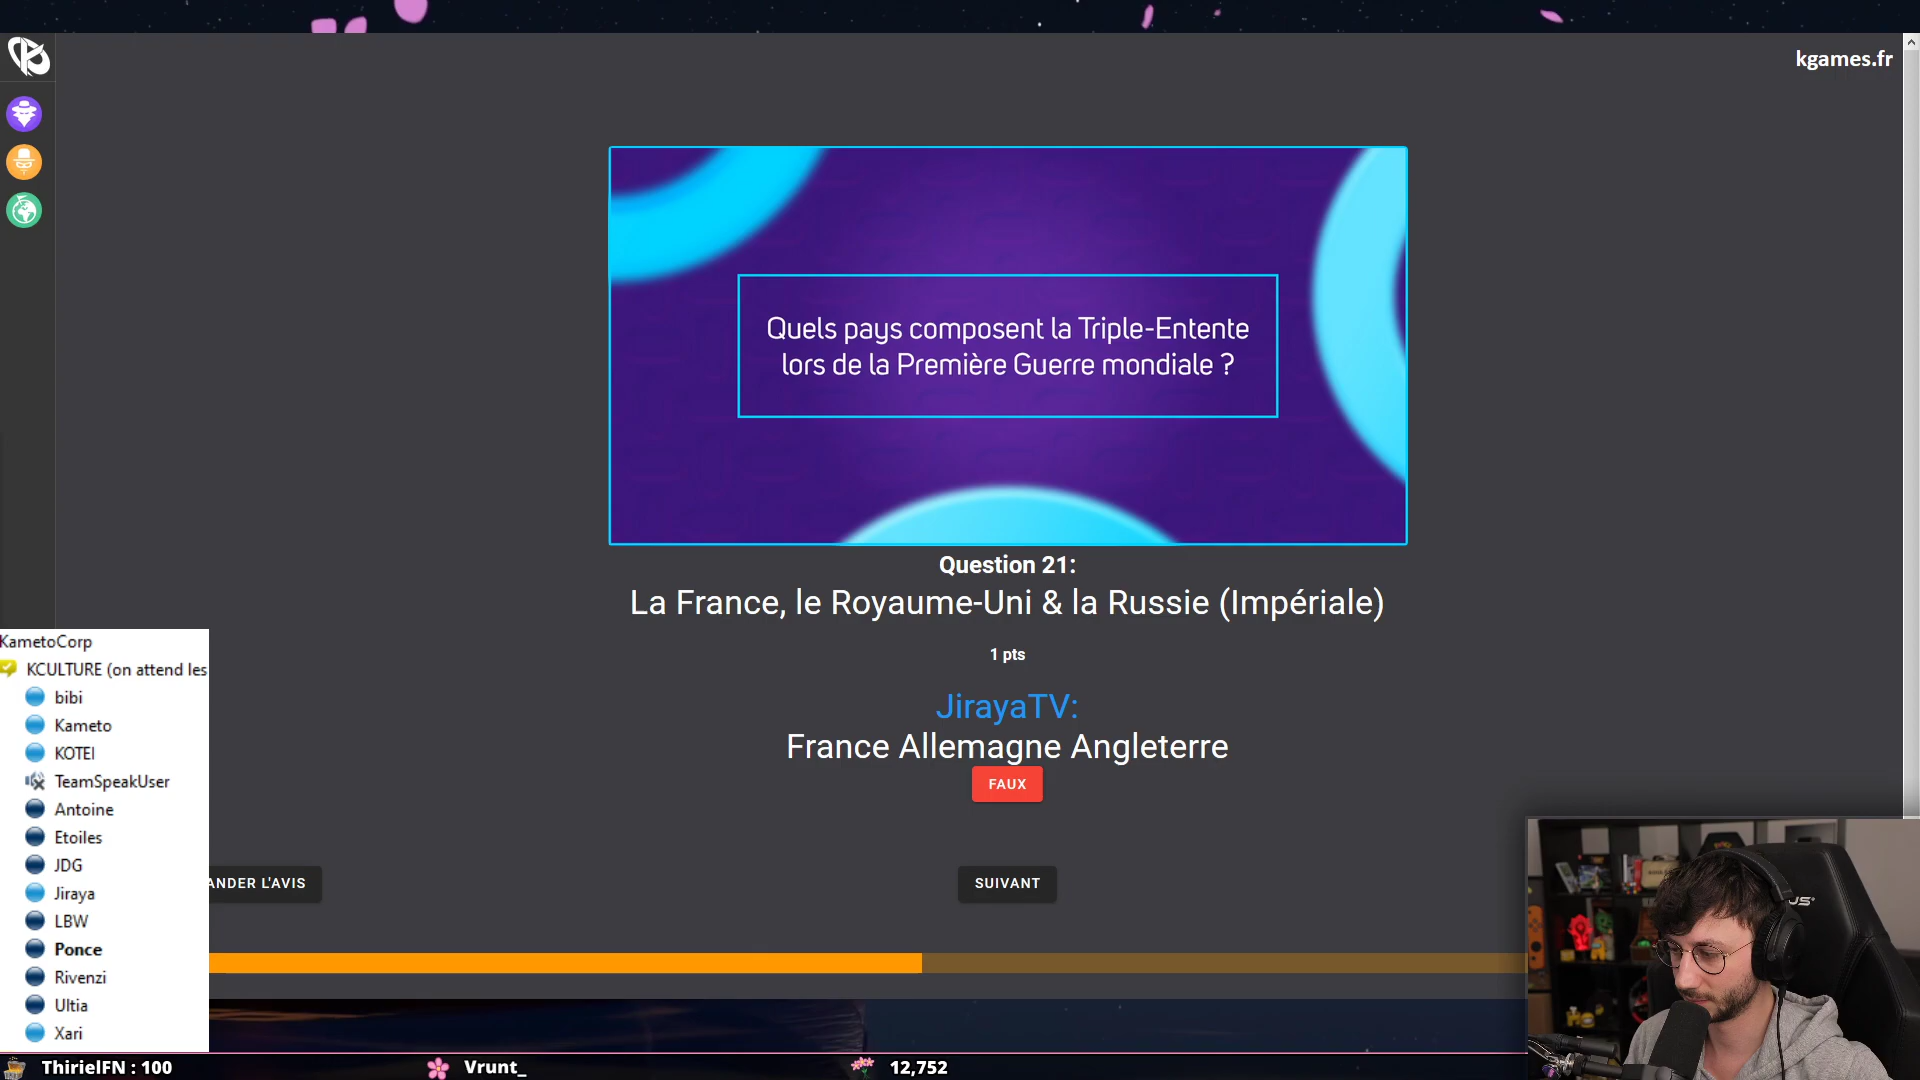 kgames.fr
Quels pays composent la Triple-Entente
lors de la Première Guerre mondiale ?
Question 21:
La France, le Royaume-Uni & la Russie (Impériale)
1 pts
JirayaTV:
France Allemagne Angleterre
FAUX
ANDER L'AVIS
SUIVANT
KametoCorp
KCULTURE (on attend les
bibi
Kameto
KOTEI
TeamSpeakUser
Antoine
Etoiles
JDG
Jiraya
LBW
Ponce
Rivenzi
Ultia
Xari
ThirielFN : 100
Vrunt_
12,752